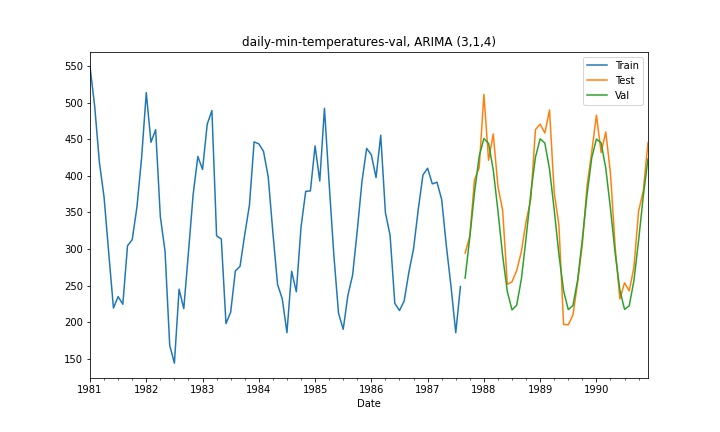 daily-min-temperatures-val, ARIMA (3,1,4)
Train
Test
Val
550
500
450
400
350
300
250
200
150
1981 1982 1983 1984 1985 1986 1987 1988 1989 1990
Date